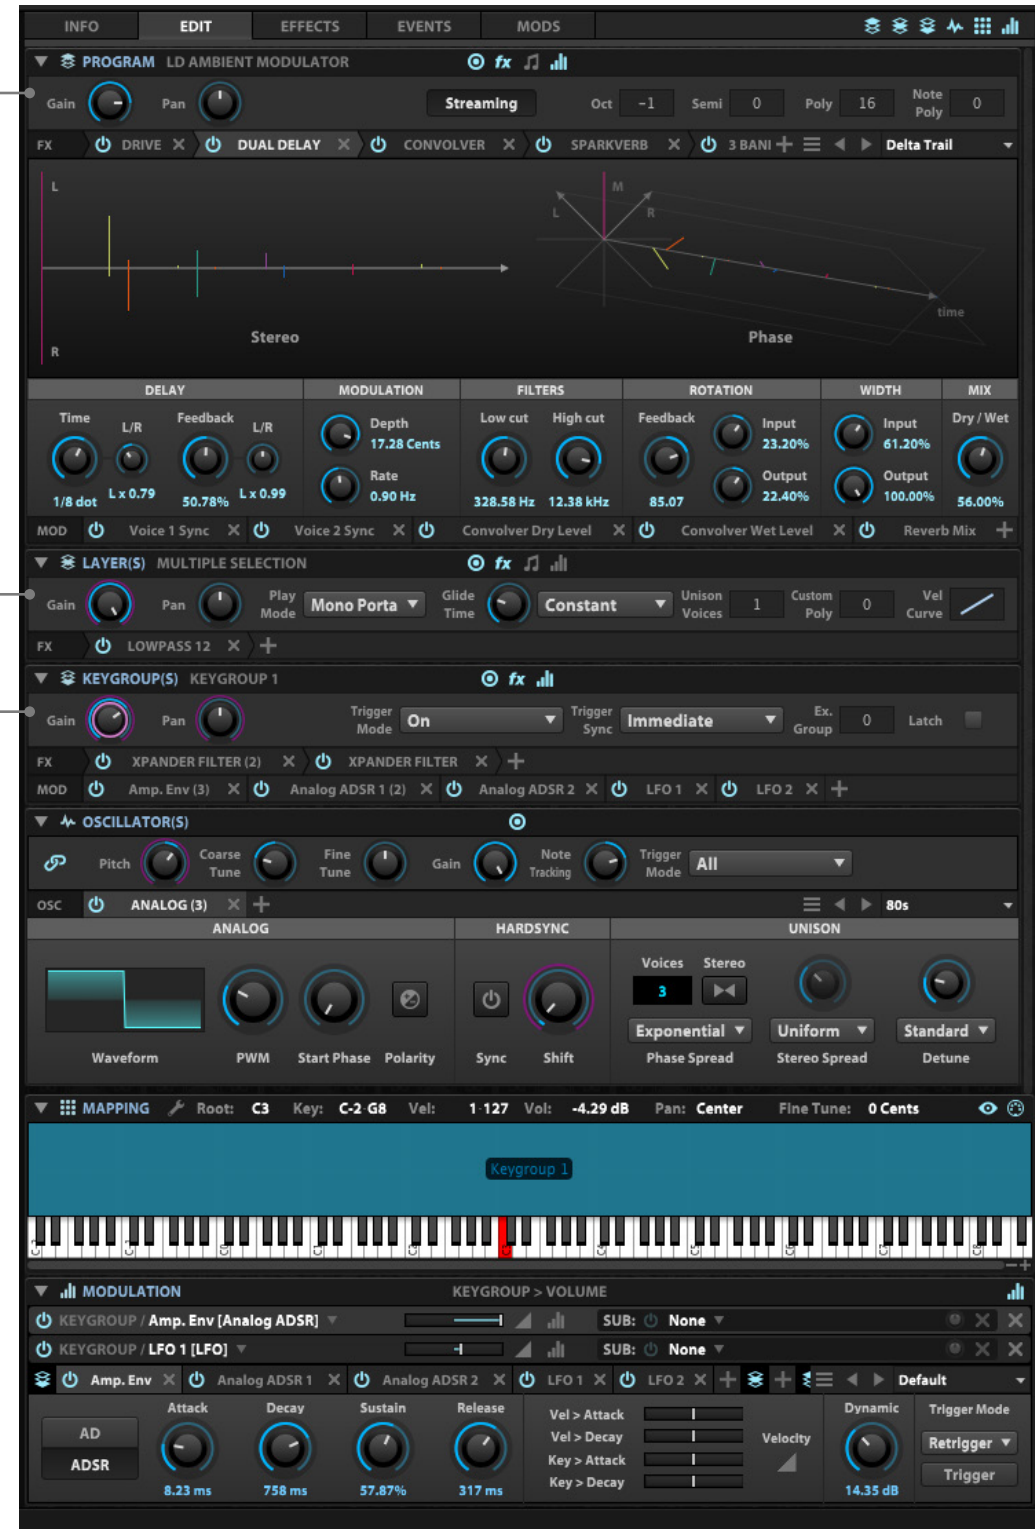 INFO EDIT EFFECTS EVENTS MODS
PROGRAM LD AMBIENT MODULATOR fx
Gain Pan Streaming Oct -1 Semi 0 Poly 16 Note Poly 0
FX DRIVE DUAL DELAY CONVOLVER SPARKVERB 3 BANI Delta Trail
L M
L R
time
Stereo Phase
R
DELAY MODULATION FILTERS ROTATION WIDTH MIX
Time L/R Feedback L/R Depth Low cut High cut Feedback Input Input Dry / Wet
17.28 Cents 23.20% 61.20%
Rate Output Output
1/8 dot L x 0.79 50.78% L x 0.99 0.90 Hz 328.58 Hz 12.38 kHz 85.07 22.40% 100.00% 56.00%
MOD Voice 1 Sync Voice 2 Sync Convolver Dry Level Convolver Wet Level Reverb Mix
LAYER(S) MULTIPLE SELECTION fx
Gain Pan Play Mode Mono Porta Glide Time Constant Unison Voices 1 Custom Poly 0 Vel Curve
FX LOWPASS 12
KEYGROUP(S) KEYGROUP 1 fx
Gain Pan Trigger Mode On Trigger Sync Immediate Ex. Group 0 Latch
FX XPANDER FILTER (2) XPANDER FILTER
MOD Amp. Env (3) Analog ADSR 1 (2) Analog ADSR 2 LFO 1 LFO 2
OSCILLATOR(S)
Pitch Coarse Tune Fine Tune Gain Note Tracking Trigger Mode All
OSC ANALOG (3) 80s
ANALOG HARDSYNC UNISON
Voices Stereo
3
Exponential Uniform Standard
Waveform PWM Start Phase Polarity Sync Shift Phase Spread Stereo Spread Detune
MAPPING Root: C3 Key: C-2 G8 Vel: 1 127 Vol: -4.29 dB Pan: Center Fine Tune: 0 Cents
Keygroup 1
MODULATION KEYGROUP > VOLUME
KEYGROUP / Amp. Env [Analog ADSR] SUB: None
KEYGROUP / LFO 1 [LFO] SUB: None
Amp. Env Analog ADSR 1 Analog ADSR 2 LFO 1 LFO 2 Default
Attack Decay Sustain Release Vel > Attack Dynamic Trigger Mode
AD Vel > Decay Velocity Retrigger
ADSR Key > Attack Trigger
8.23 ms 758 ms 57.87% 317 ms Key > Decay 14.35 dB